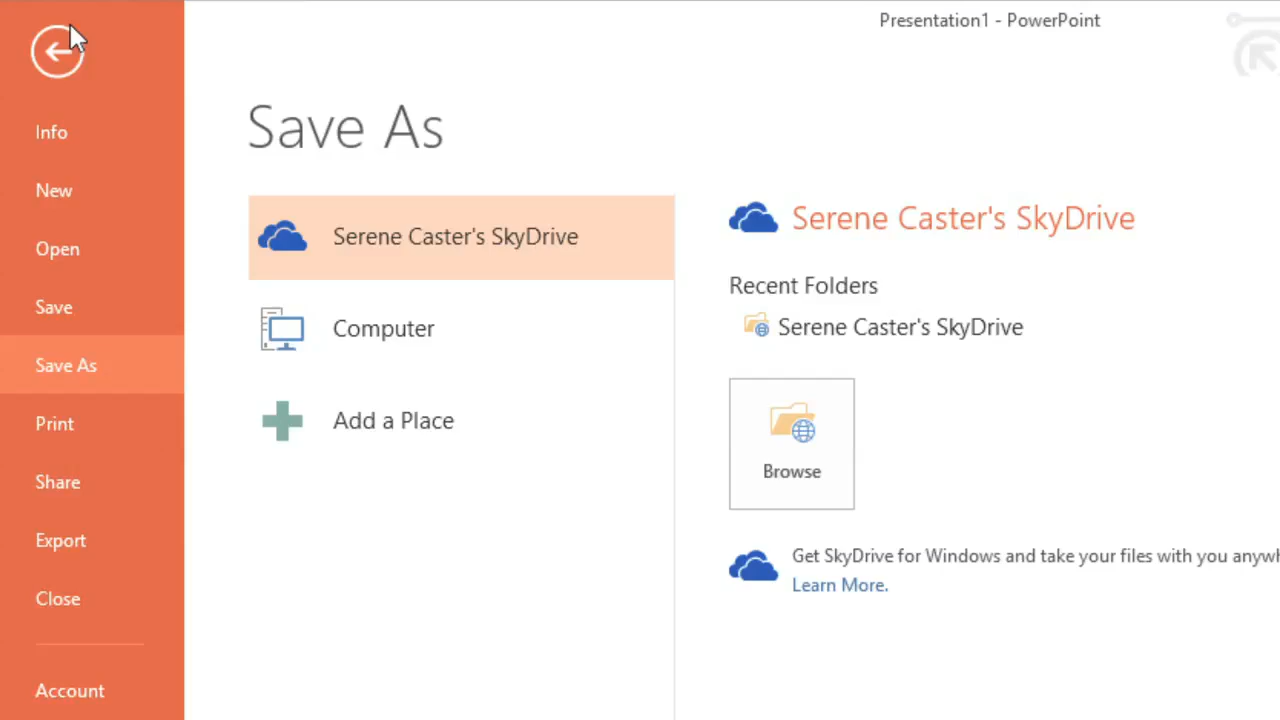 Presentation1 - PowerPoint
Info
New
Open
Save
Save As
Print
Share
Export
Close
Account
Save As
Serene Caster's SkyDrive
Computer
Add a Place
Serene Caster's SkyDrive
Recent Folders
Serene Caster's SkyDrive
Browse
Get SkyDrive for Windows and take your files with you anywh
Learn More.